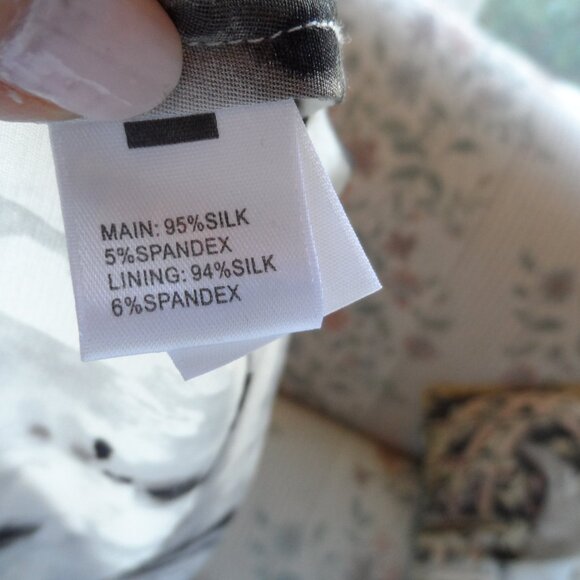 MAIN: 95%SILK
5%SPANDEX
LINING: 94%SILK
6%SPANDEX